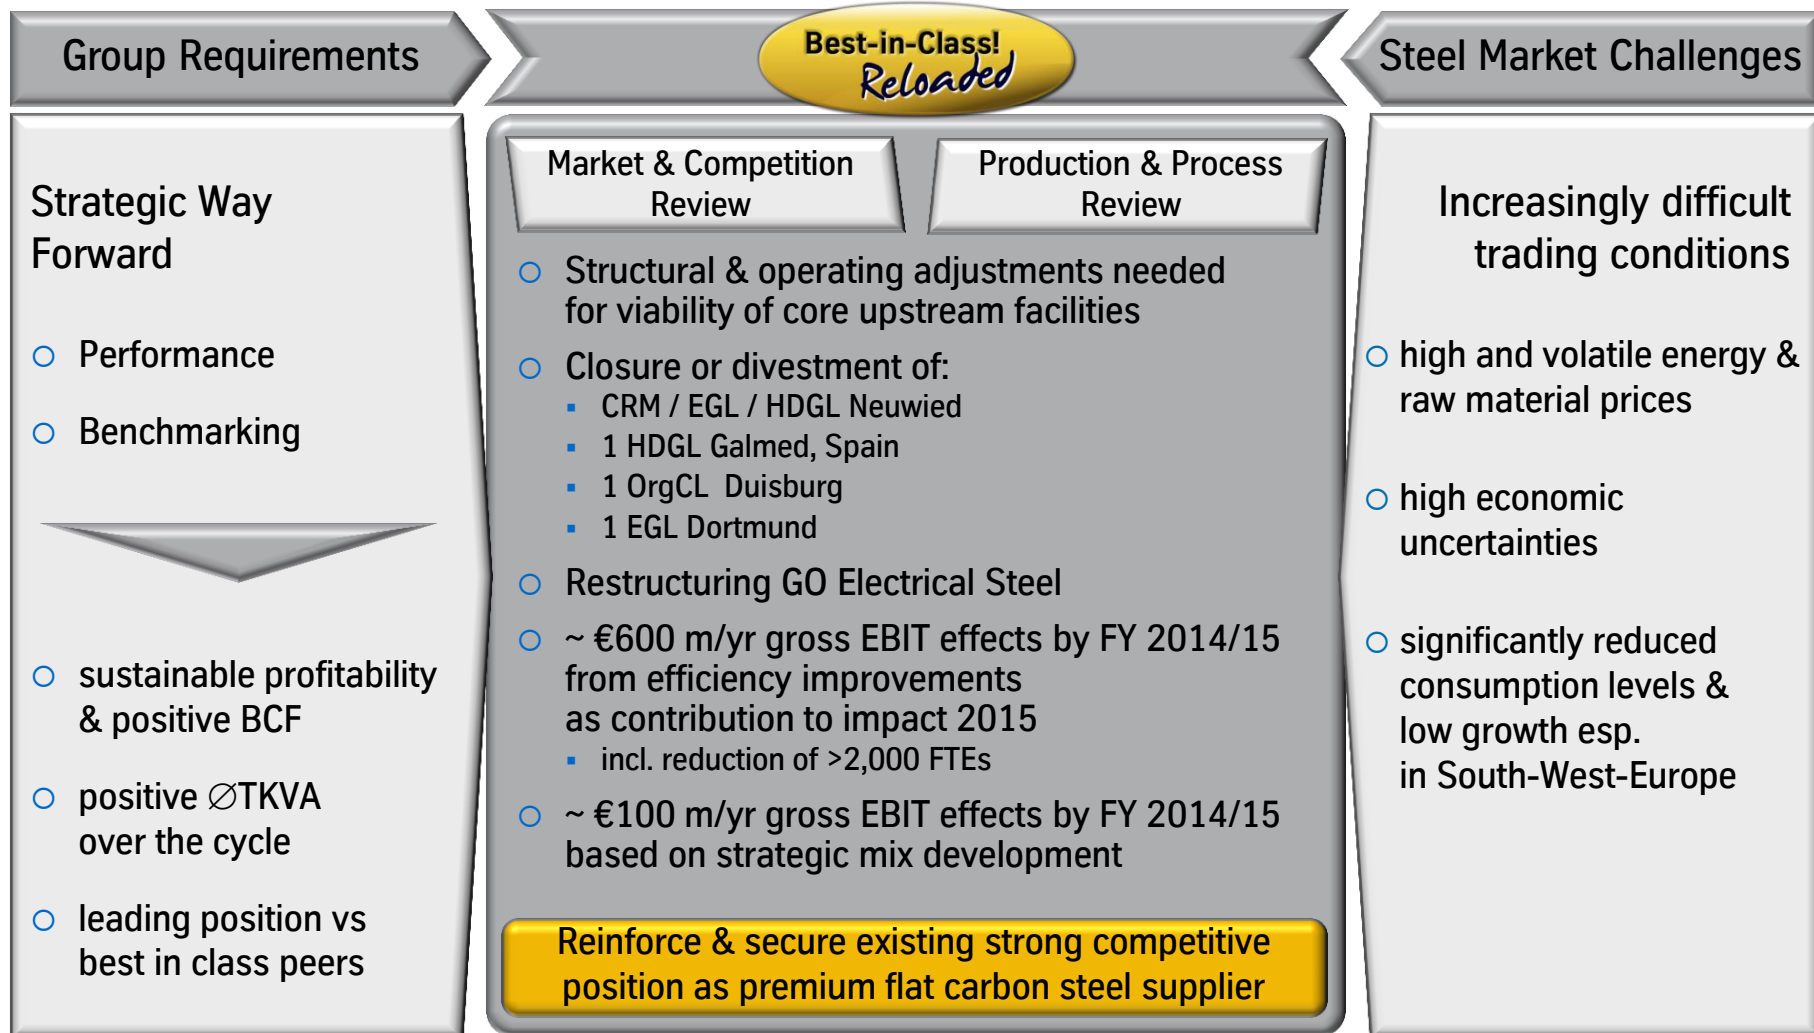 Group Requirements
Best-in-Class!
Reloaded
Steel Market Challenges
Strategic Way
Forward
○ Performance
○ Benchmarking
○ sustainable profitability
& positive BCF
○ positive ∅TKVA
over the cycle
○ leading position vs
best in class peers
Market & Competition
Review
Production & Process
Review
○ Structural & operating adjustments needed
for viability of core upstream facilities
○ Closure or divestment of:
▪ CRM / EGL / HDGL Neuwied
▪ 1 HDGL Galmed, Spain
▪ 1 OrgCL Duisburg
▪ 1 EGL Dortmund
○ Restructuring GO Electrical Steel
○ ~ €600 m/yr gross EBIT effects by FY 2014/15
from efficiency improvements
as contribution to impact 2015
▪ incl. reduction of >2,000 FTEs
○ ~ €100 m/yr gross EBIT effects by FY 2014/15
based on strategic mix development
Reinforce & secure existing strong competitive
position as premium flat carbon steel supplier
Increasingly difficult
trading conditions
○ high and volatile energy &
raw material prices
○ high economic
uncertainties
○ significantly reduced
consumption levels &
low growth esp.
in South-West-Europe